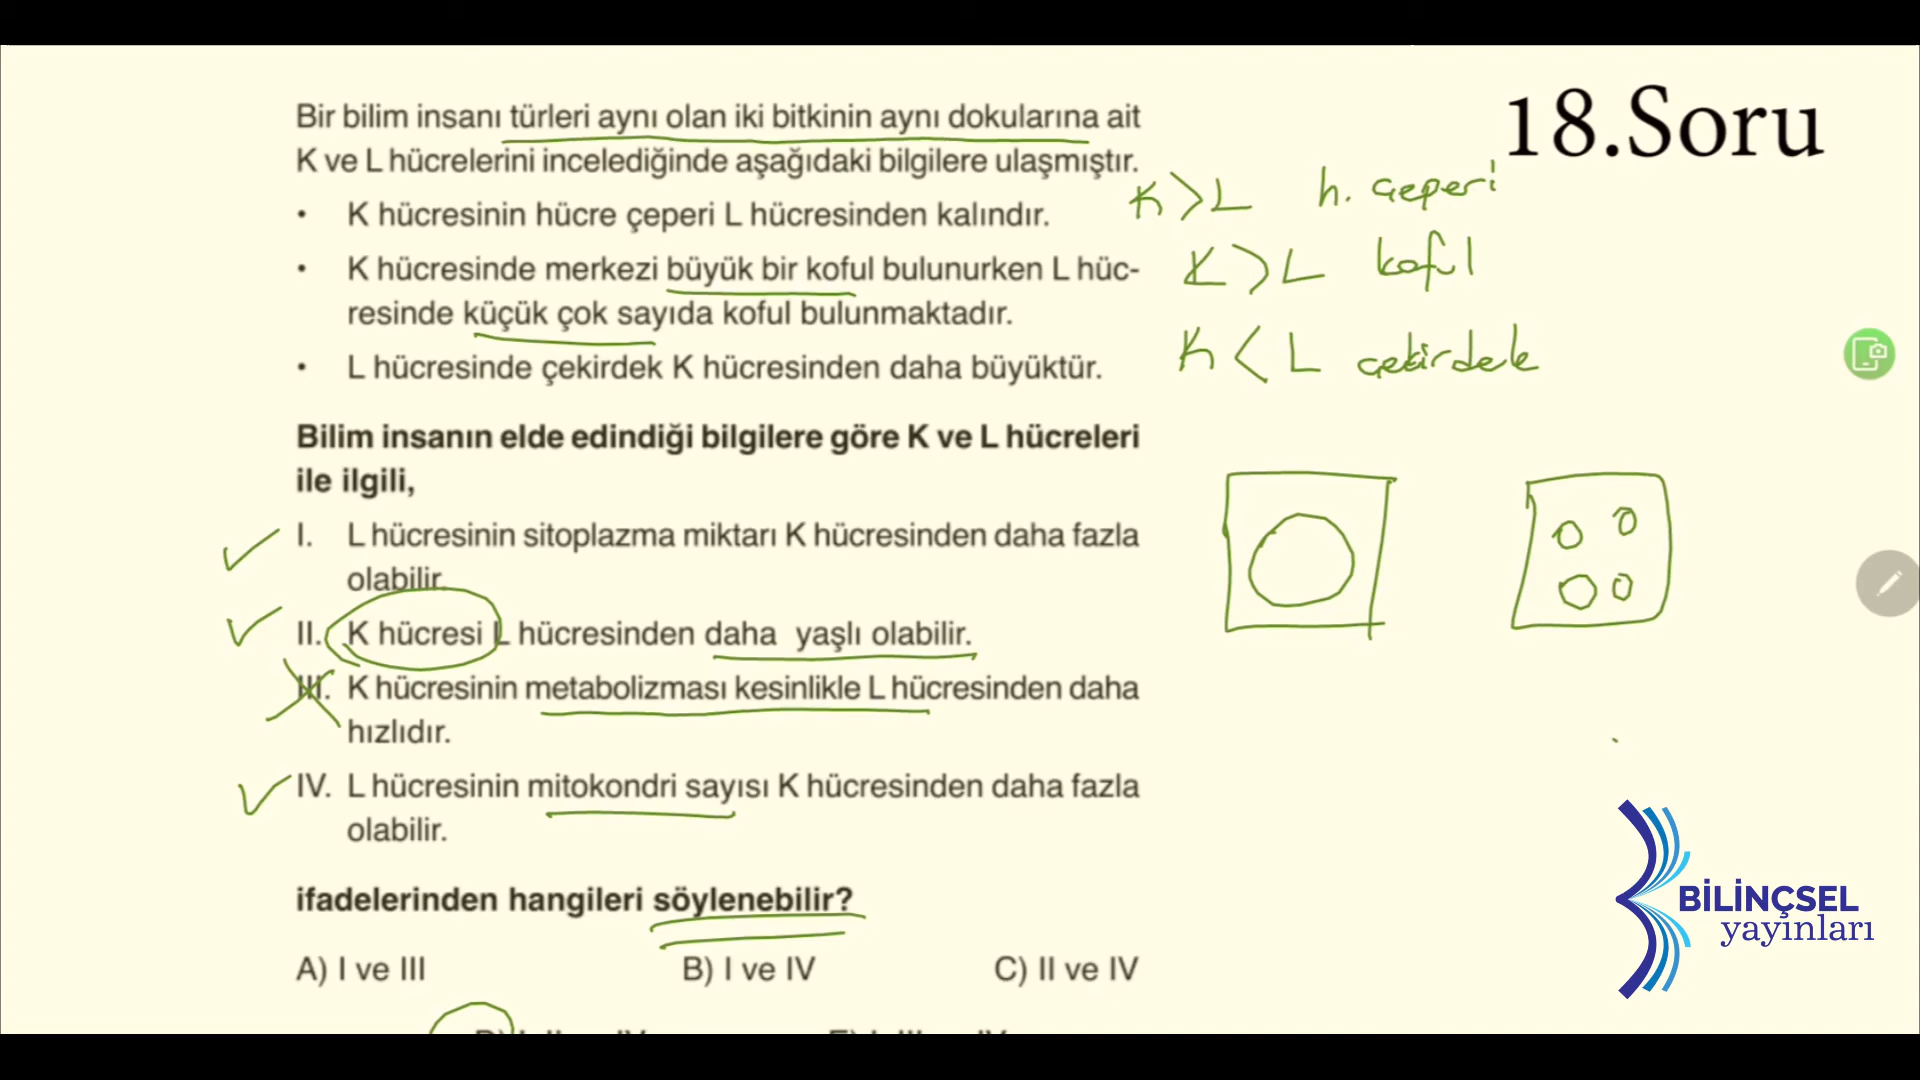 18.Soru
Bir bilim insanı türleri aynı olan iki bitkinin aynı dokularına ait
K ve L hücrelerini incelediğinde aşağıdaki bilgilere ulaşmıştır.
• K hücresinin hücre çeperi L hücresinden kalındır.
• K hücresinde merkezi büyük bir koful bulunurken L hüc-
resinde küçük çok sayıda koful bulunmaktadır.
• L hücresinde çekirdek K hücresinden daha büyüktür.
K > L h. çeperi
K > L koful
K < L çekirdek
Bilim insanın elde edindiği bilgilere göre K ve L hücreleri
ile ilgili,
I. L hücresinin sitoplazma miktarı K hücresinden daha fazla
olabilir.
II. K hücresi L hücresinden daha yaşlı olabilir.
III. K hücresinin metabolizması kesinlikle L hücresinden daha
hızlıdır.
IV. L hücresinin mitokondri sayısı K hücresinden daha fazla
olabilir.
ifadelerinden hangileri söylenebilir?
A) I ve III B) I ve IV C) II ve IV
BİLİNÇSEL
yayınları